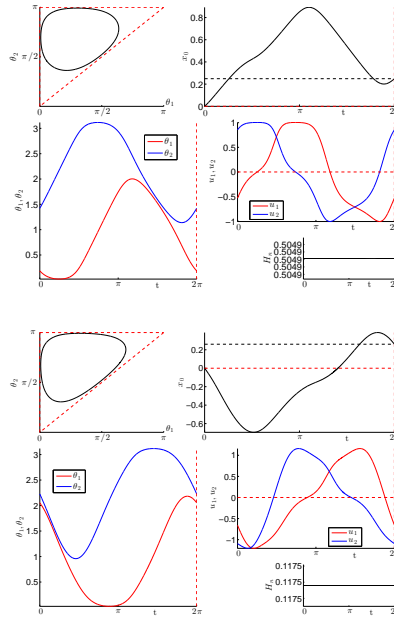 π
θ₂
π/2
0
0
π/2
π
θ₁
0.8
0.6
x₀
0.4
0.2
0
0
π
t
2π
3
2.5
2
θ₁, θ₂
1.5
1
0.5
θ₁
θ₂
0
π
t
2π
1
0.5
u₁, u₂
0
-0.5
-1
u₁
u₂
0
π
t
2
0.5049
0.5049
Hₙ
0.5049
0.5049
0
π
t
2
π
θ₂
π/2
0
0
π/2
π
θ₁
0.2
0
x₀
-0.2
-0.4
-0.6
0
π
t
2
3
2.5
2
θ₁, θ₂
1.5
1
0.5
θ₁
θ₂
0
π
t
2π
1
0.5
u₁, u₂
0
-0.5
-1
u₁
u₂
0
π
t
2
0.1175
Hₙ
0.1175
0.1175
0
π
t
2